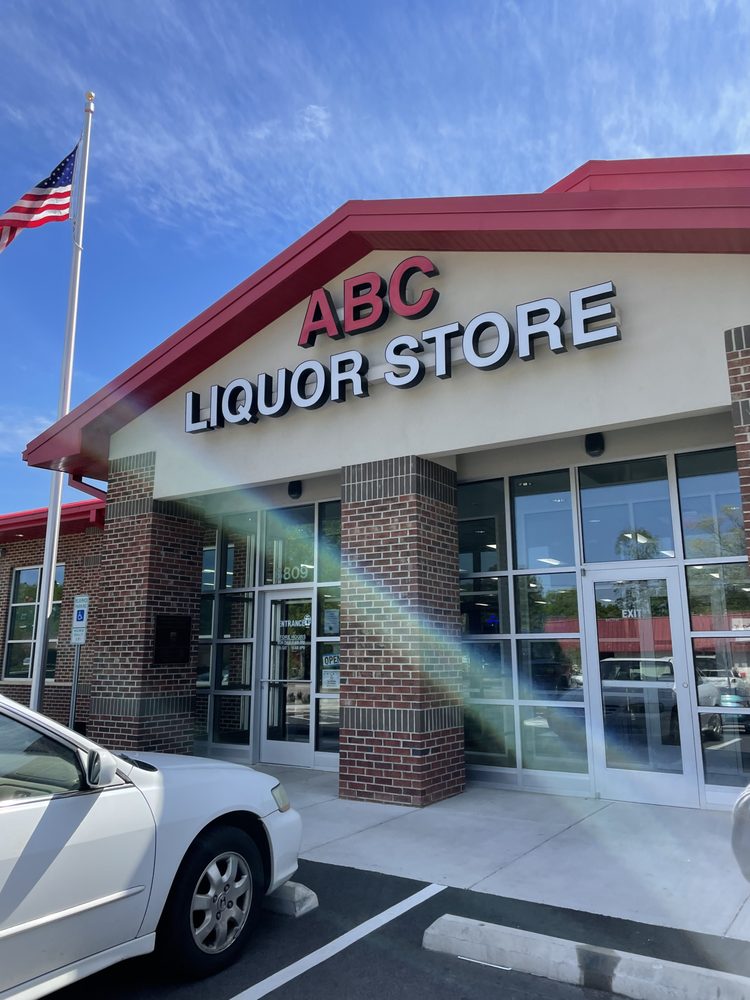 ABC
LIQUOR STORE
809
ENTRANCE
OPEN
EXIT